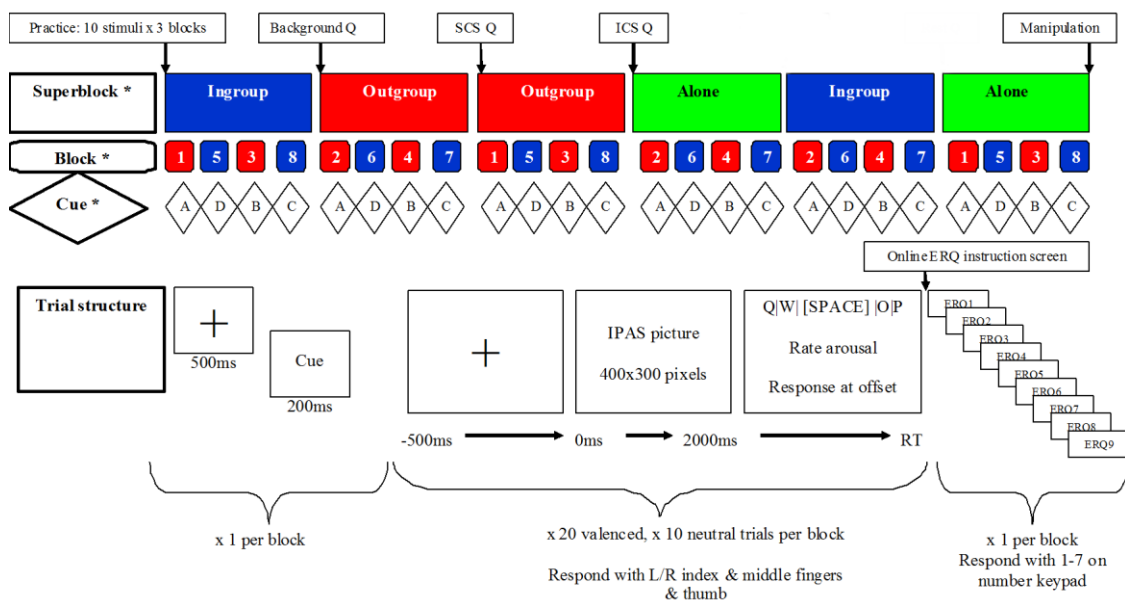 Practice: 10 stimuli x 3 blocks
Background Q
SCS Q
ICS Q
Manipulation
Superblock *
Ingroup
Outgroup
Outgroup
Alone
Ingroup
Alone
Block *
1 5 3 8 2 6 4 7 1 5 3 8 2 6 4 7 2 6 4 7 1 5 3 8
Cue *
A D B C A D B C A D B C A D B C A D B C A D B C
Online ERQ instruction screen
Trial structure
500ms
Cue
200ms
IPAS picture
400x300 pixels
Q|W| [SPACE] |O|P
Rate arousal
Response at offset
ERQ1
ERQ2
ERQ3
ERQ4
ERQ5
ERQ6
ERQ7
ERQ8
ERQ9
-500ms
0ms
2000ms
RT
x 1 per block
x 20 valenced, x 10 neutral trials per block
Respond with L/R index & middle fingers
& thumb
x 1 per block
Respond with 1-7 on
number keypad